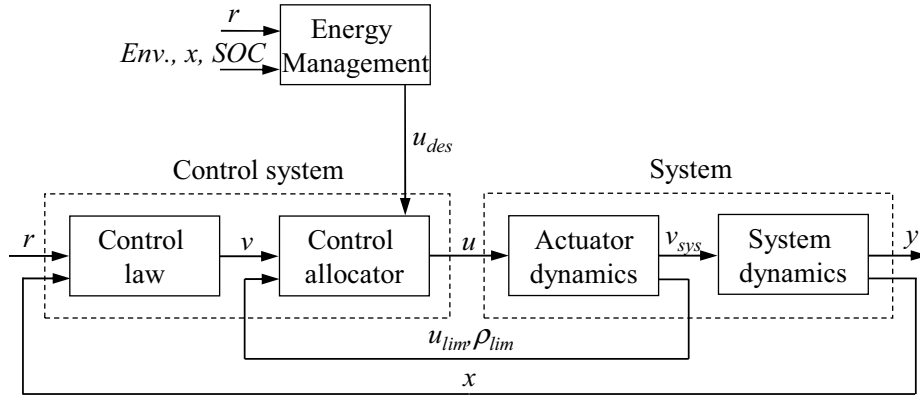 r
Env., x, SOC
Energy
Management
u_des
Control system
System
r
Control
law
v
Control
allocator
u
Actuator
dynamics
v_sys
System
dynamics
y
u_lim, ρ_lim
x